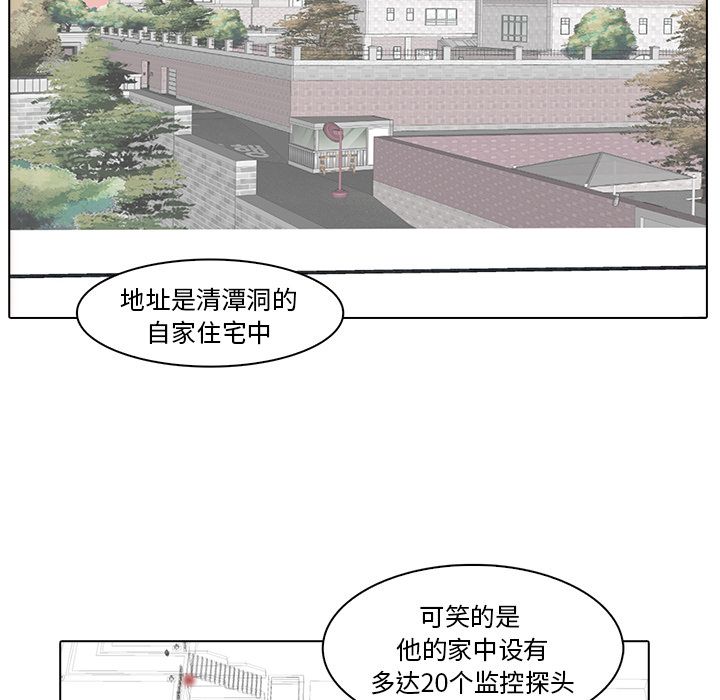 地址是清潭洞的
自家住宅中
可笑的是
他的家中设有
多达20个监控探头